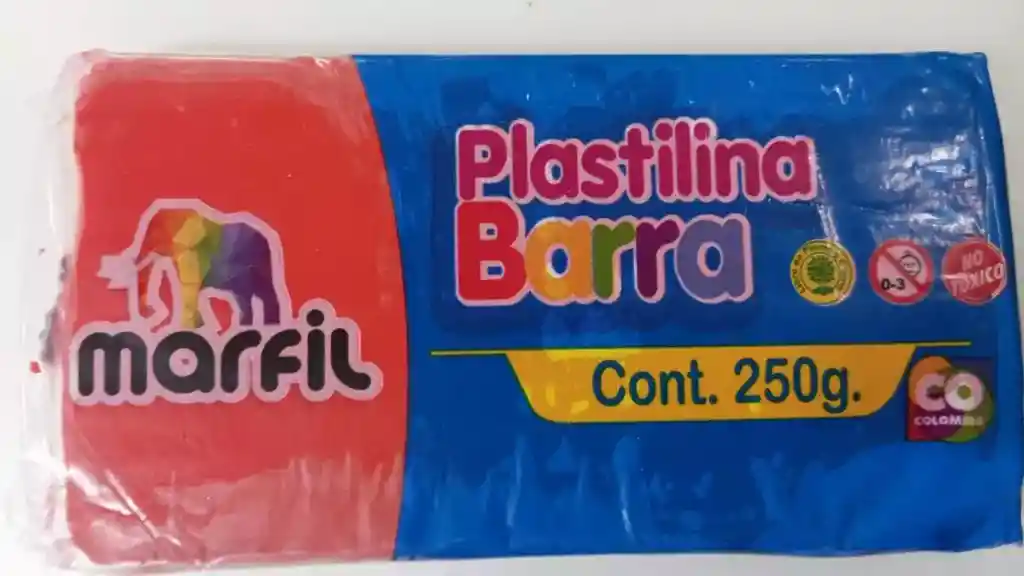 marfil
Plastilina
Barra
0-3
NO
TÓXICO
Cont. 250g.
CO
COLOMBIA